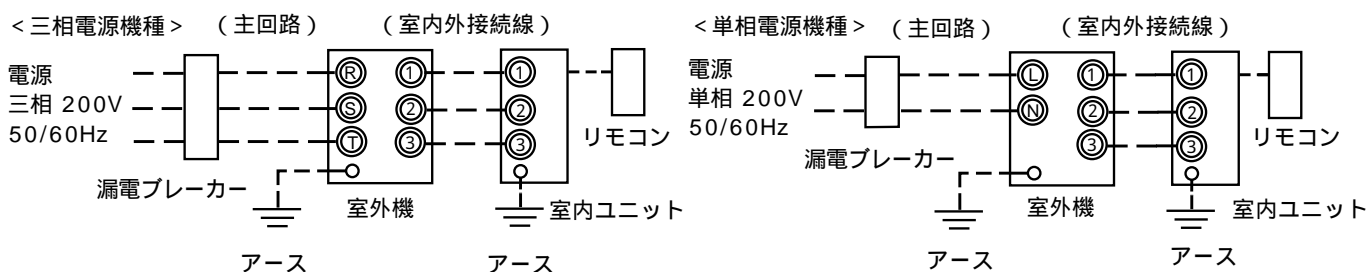 <三相電源機種> (主回路) (室内外接続線)
電源
三相 200V
50/60Hz
R
S
T
1
2
3
1
2
3
リモコン
漏電ブレーカー
室外機
室内ユニット
アース
アース
<単相電源機種> (主回路) (室内外接続線)
電源
単相 200V
50/60Hz
L
N
1
2
3
1
2
3
リモコン
漏電ブレーカー
室外機
室内ユニット
アース
アース